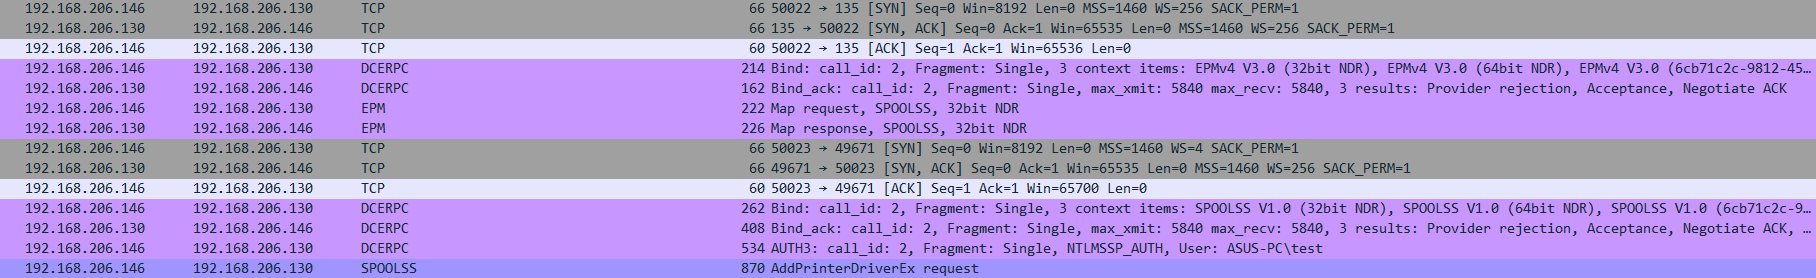 192.168.206.146 192.168.206.130 TCP 66 50022 → 135 [SYN] Seq=0 Win=8192 Len=0 MSS=1460 WS=256 SACK_PERM=1
192.168.206.130 192.168.206.146 TCP 66 135 → 50022 [SYN, ACK] Seq=0 Ack=1 Win=65535 Len=0 MSS=1460 WS=256 SACK_PERM=1
192.168.206.146 192.168.206.130 TCP 60 50022 → 135 [ACK] Seq=1 Ack=1 Win=65536 Len=0
192.168.206.146 192.168.206.130 DCERPC 214 Bind: call_id: 2, Fragment: Single, 3 context items: EPMv4 V3.0 (32bit NDR), EPMv4 V3.0 (64bit NDR), EPMv4 V3.0 (6cb71c2c-9812-45…
192.168.206.130 192.168.206.146 DCERPC 162 Bind_ack: call_id: 2, Fragment: Single, max_xmit: 5840 max_recv: 5840, 3 results: Provider rejection, Acceptance, Negotiate ACK
192.168.206.146 192.168.206.130 EPM 222 Map request, SPOOLSS, 32bit NDR
192.168.206.130 192.168.206.146 EPM 226 Map response, SPOOLSS, 32bit NDR
192.168.206.146 192.168.206.130 TCP 66 50023 → 49671 [SYN] Seq=0 Win=8192 Len=0 MSS=1460 WS=4 SACK_PERM=1
192.168.206.130 192.168.206.146 TCP 66 49671 → 50023 [SYN, ACK] Seq=0 Ack=1 Win=65535 Len=0 MSS=1460 WS=256 SACK_PERM=1
192.168.206.146 192.168.206.130 TCP 60 50023 → 49671 [ACK] Seq=1 Ack=1 Win=65700 Len=0
192.168.206.146 192.168.206.130 DCERPC 262 Bind: call_id: 2, Fragment: Single, 3 context items: SPOOLSS V1.0 (32bit NDR), SPOOLSS V1.0 (64bit NDR), SPOOLSS V1.0 (6cb71c2c-9…
192.168.206.130 192.168.206.146 DCERPC 408 Bind_ack: call_id: 2, Fragment: Single, max_xmit: 5840 max_recv: 5840, 3 results: Provider rejection, Acceptance, Negotiate ACK, …
192.168.206.146 192.168.206.130 DCERPC 534 AUTH3: call_id: 2, Fragment: Single, NTLMSSP_AUTH, User: ASUS-PC\test
192.168.206.146 192.168.206.130 SPOOLSS 870 AddPrinterDriverEx request